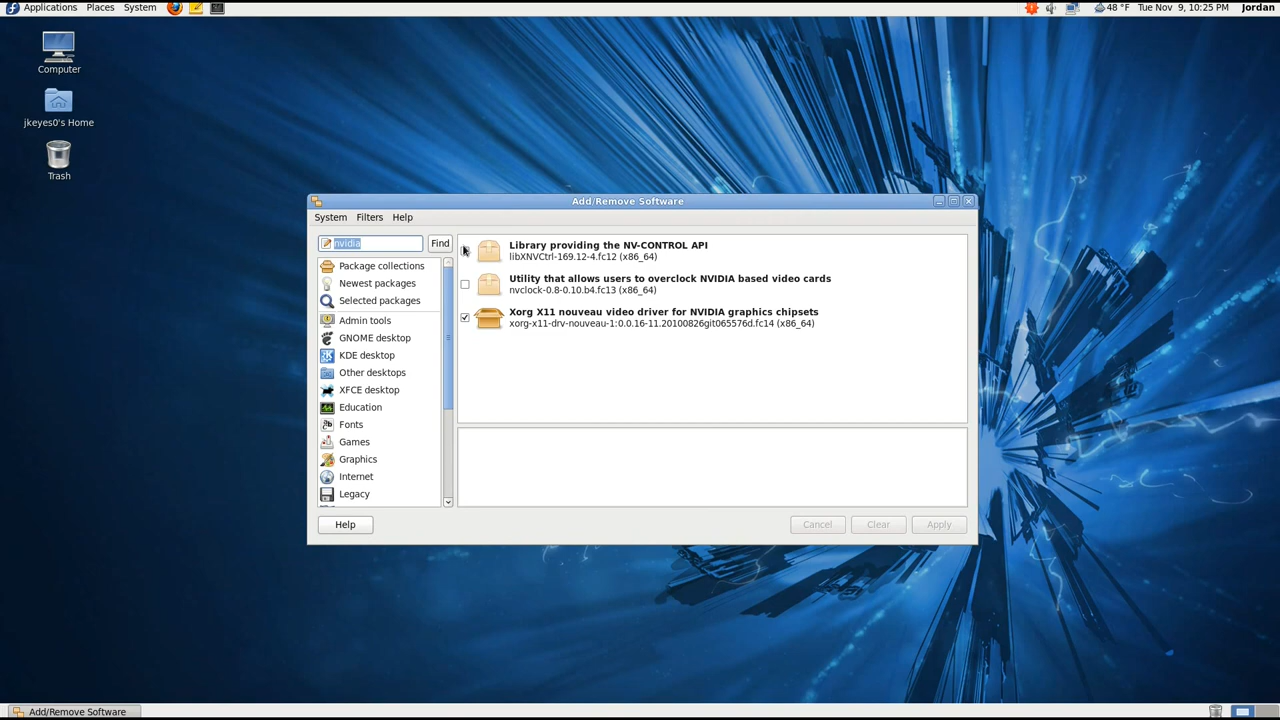 Applications Places System
48 °F Tue Nov 9, 10:25 PM Jordan
Computer
jkeyes0's Home
Trash
Add/Remove Software
System Filters Help
nvidia
Find
Package collections
Newest packages
Selected packages
Admin tools
GNOME desktop
KDE desktop
Other desktops
XFCE desktop
Education
Fonts
Games
Graphics
Internet
Legacy
Library providing the NV-CONTROL API
libXNVCtrl-169.12-4.fc12 (x86_64)
Utility that allows users to overclock NVIDIA based video cards
nvclock-0.8-0.10.b4.fc13 (x86_64)
Xorg X11 nouveau video driver for NVIDIA graphics chipsets
xorg-x11-drv-nouveau-1:0.0.16-11.20100826git065576d.fc14 (x86_64)
Help
Cancel
Clear
Apply
Add/Remove Software